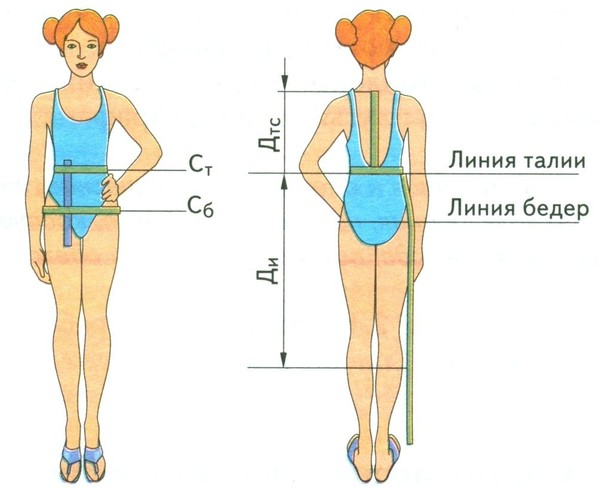 Ст
Сб
Дтс
Линия талии
Линия бедер
Ди